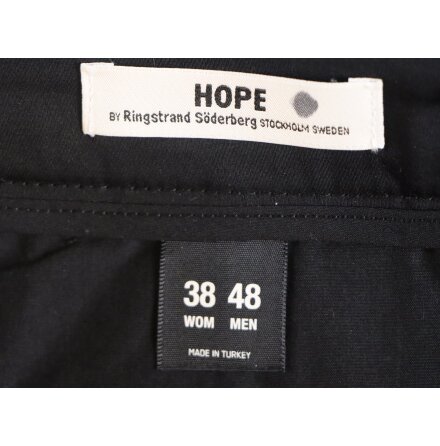 HOPE
BY Ringstrand Söderberg STOCKHOLM SWEDEN
38 48
WOM MEN
MADE IN TURKEY